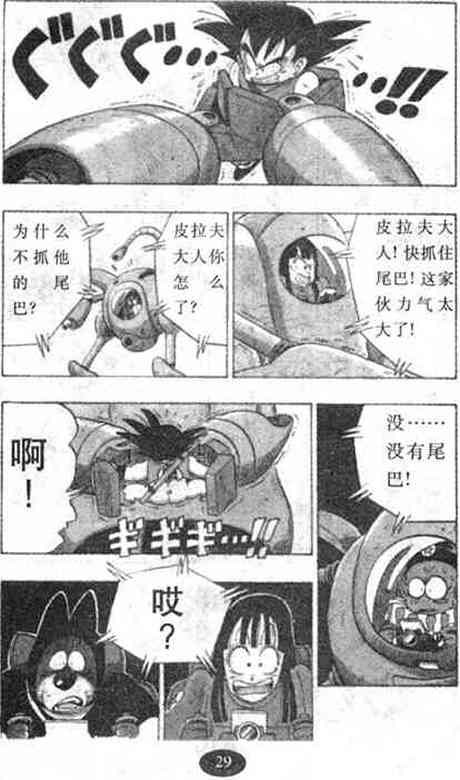 ぐぐぐ…
…!!
皮拉夫大
人！快抓住
尾巴！这家
伙力气太
大了！
皮拉夫
大人你
怎么
了？
为什么
不抓他
的尾
巴？
没……
没有尾
巴！
啊
！
ギギギ…!!
哎
？
29